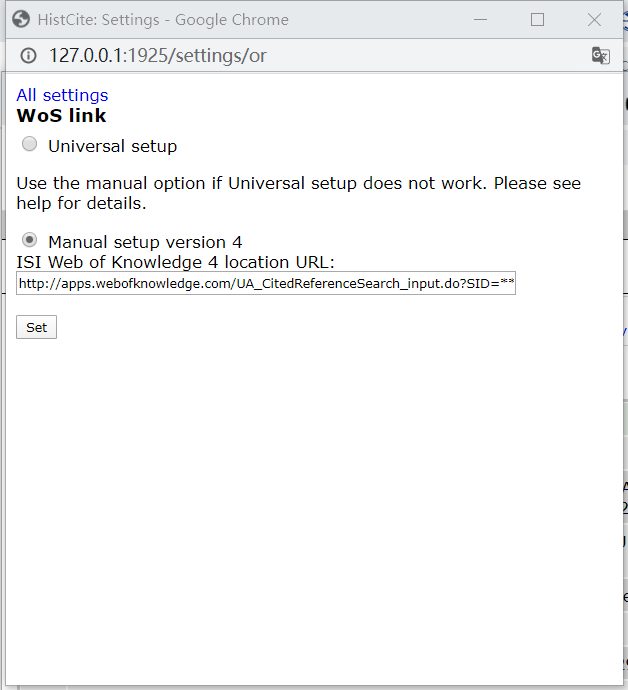 HistCite: Settings - Google Chrome
127.0.0.1:1925/settings/or
All settings
WoS link
Universal setup
Use the manual option if Universal setup does not work. Please see
help for details.
Manual setup version 4
ISI Web of Knowledge 4 location URL:
http://apps.webofknowledge.com/UA_CitedReferenceSearch_input.do?SID=**
Set